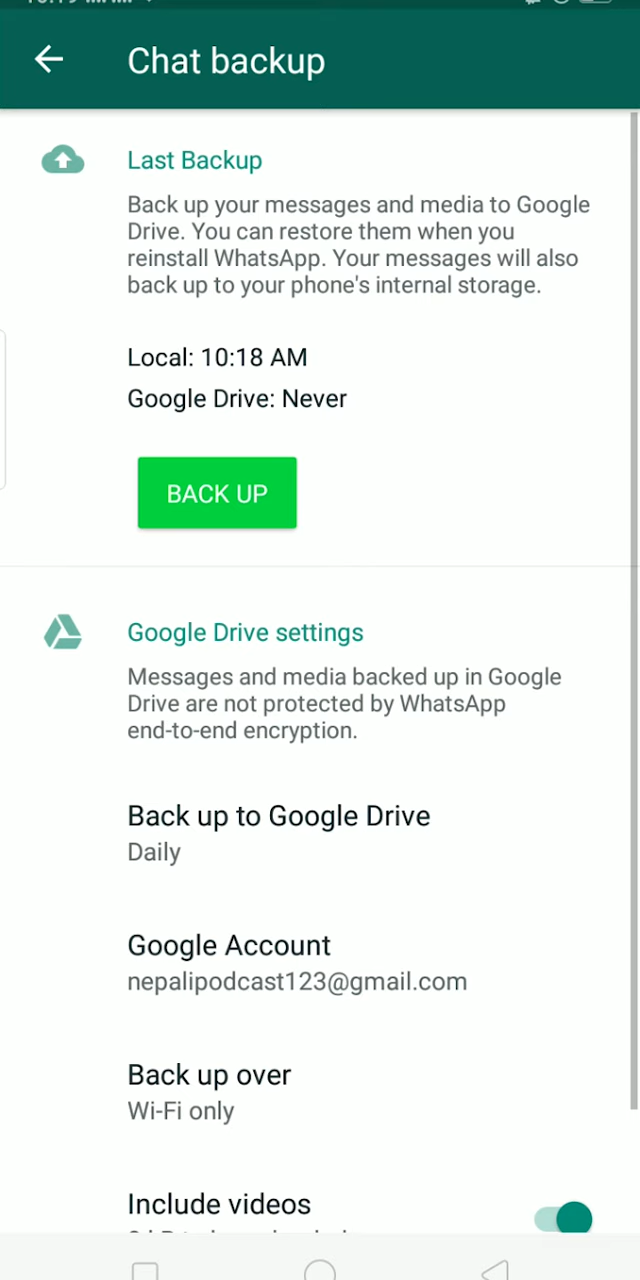 Chat backup
Last Backup
Back up your messages and media to Google
Drive. You can restore them when you
reinstall WhatsApp. Your messages will also
back up to your phone's internal storage.
Local: 10:18 AM
Google Drive: Never
BACK UP
Google Drive settings
Messages and media backed up in Google
Drive are not protected by WhatsApp
end-to-end encryption.
Back up to Google Drive
Daily
Google Account
nepalipodcast123@gmail.com
Back up over
Wi-Fi only
Include videos